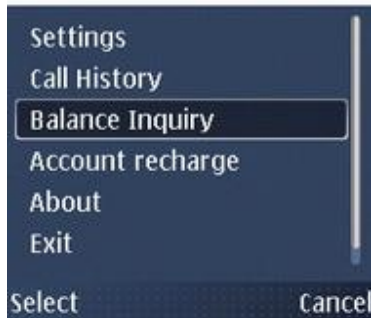 Settings
Call History
Balance Inquiry
Account recharge
About
Exit
Select Cancel